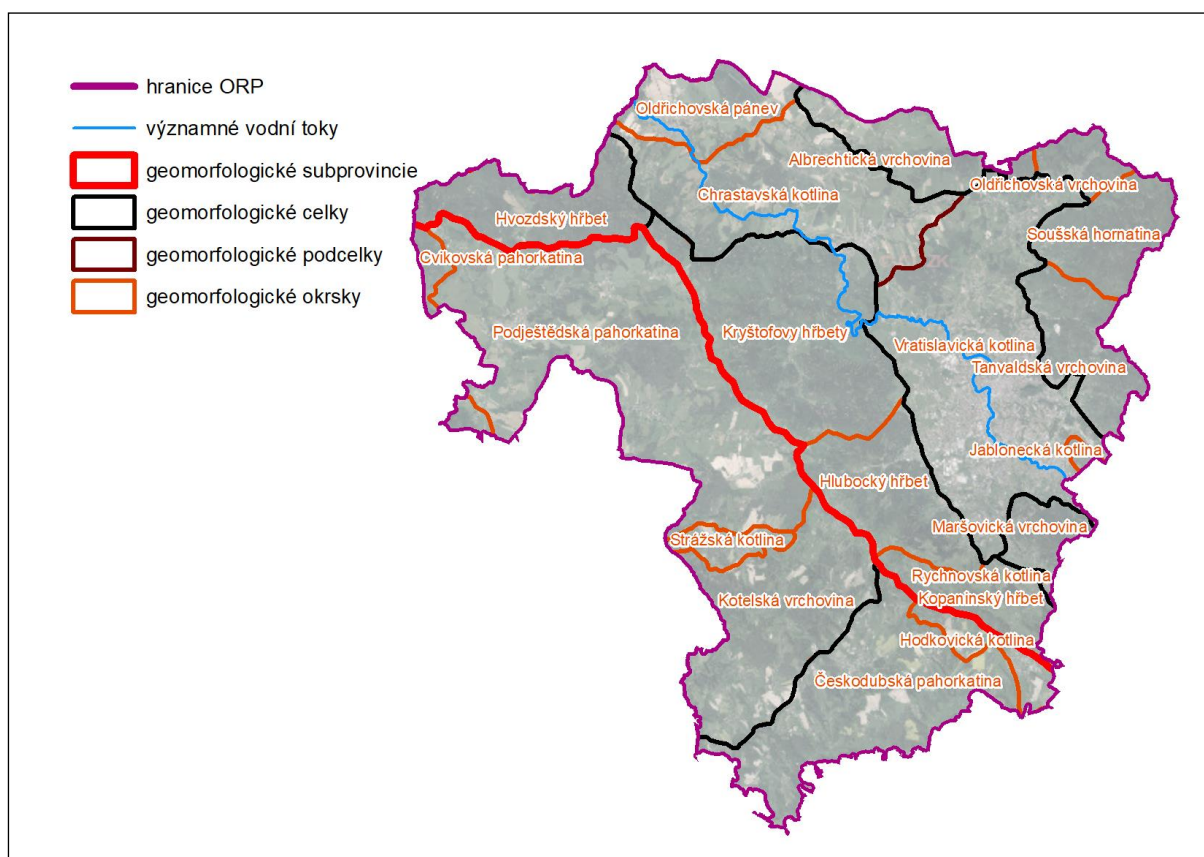 hranice ORP
významné vodní toky
geomorfologické subprovincie
geomorfologické celky
geomorfologické podcelky
geomorfologické okrsky
Oldřichovská pánev
Albrechtická vrchovina
Oldřichovská vrchovina
Chrastavská kotlina
Hvozdský hřbet
Soušská hornatina
Cvikovská pahorkatina
Podještědská pahorkatina
Kryštofovy hřbety
Vratislavická kotlina
Tanvaldská vrchovina
Jablonecká kotlina
Hlubocký hřbet
Maršovická vrchovina
Strážská kotlina
Rychnovská kotlina
Kotelská vrchovina
Kopaninský hřbet
Hodkovická kotlina
Českodubská pahorkatina